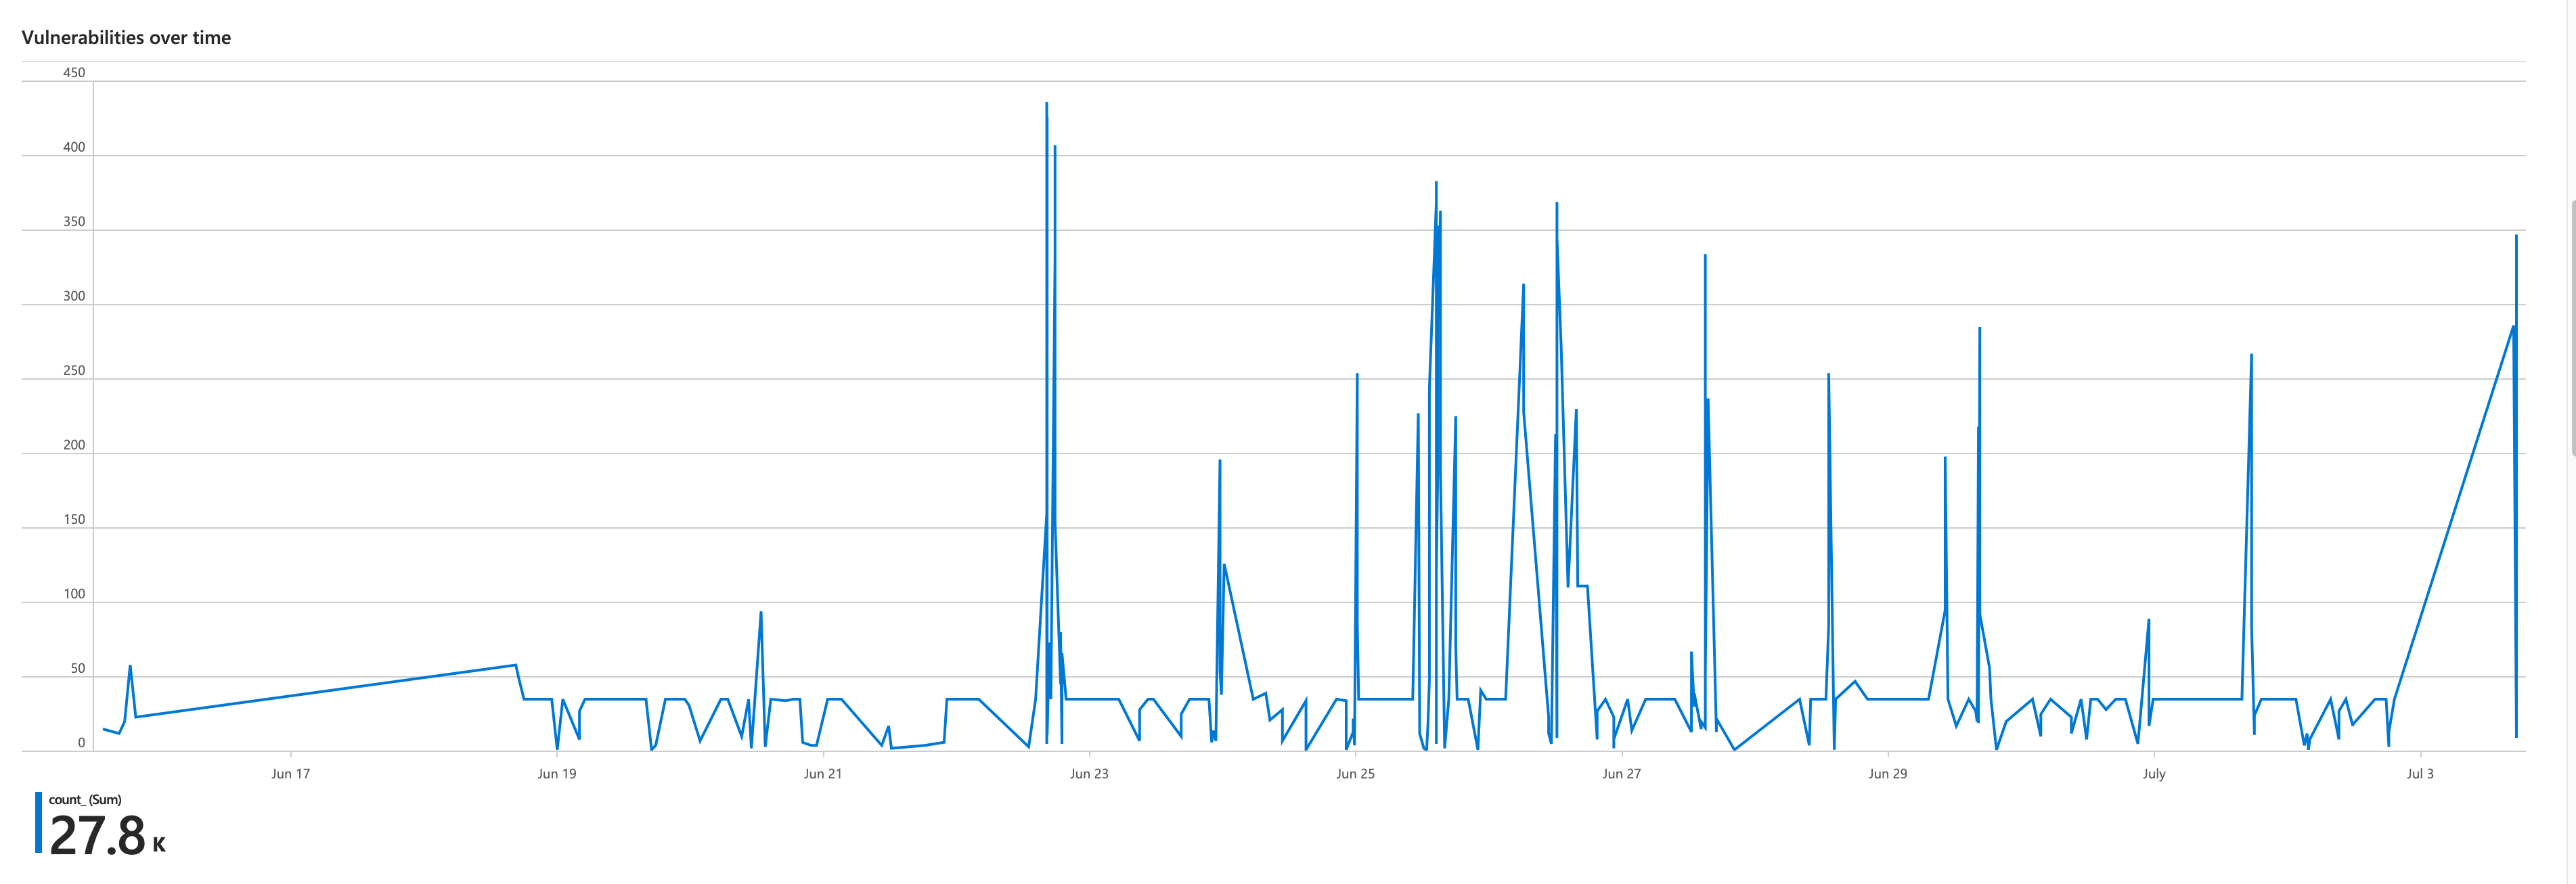 Vulnerabilities over time
450
400
350
300
250
200
150
100
50
0
Jun 17 Jun 19 Jun 21 Jun 23 Jun 25 Jun 27 Jun 29 July Jul 3
count_ (Sum)
27.8 K